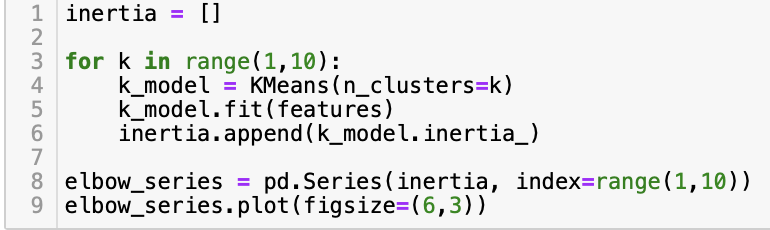 1 inertia = []
2
3 for k in range(1,10):
4     k_model = KMeans(n_clusters=k)
5     k_model.fit(features)
6     inertia.append(k_model.inertia_)
7
8 elbow_series = pd.Series(inertia, index=range(1,10))
9 elbow_series.plot(figsize=(6,3))